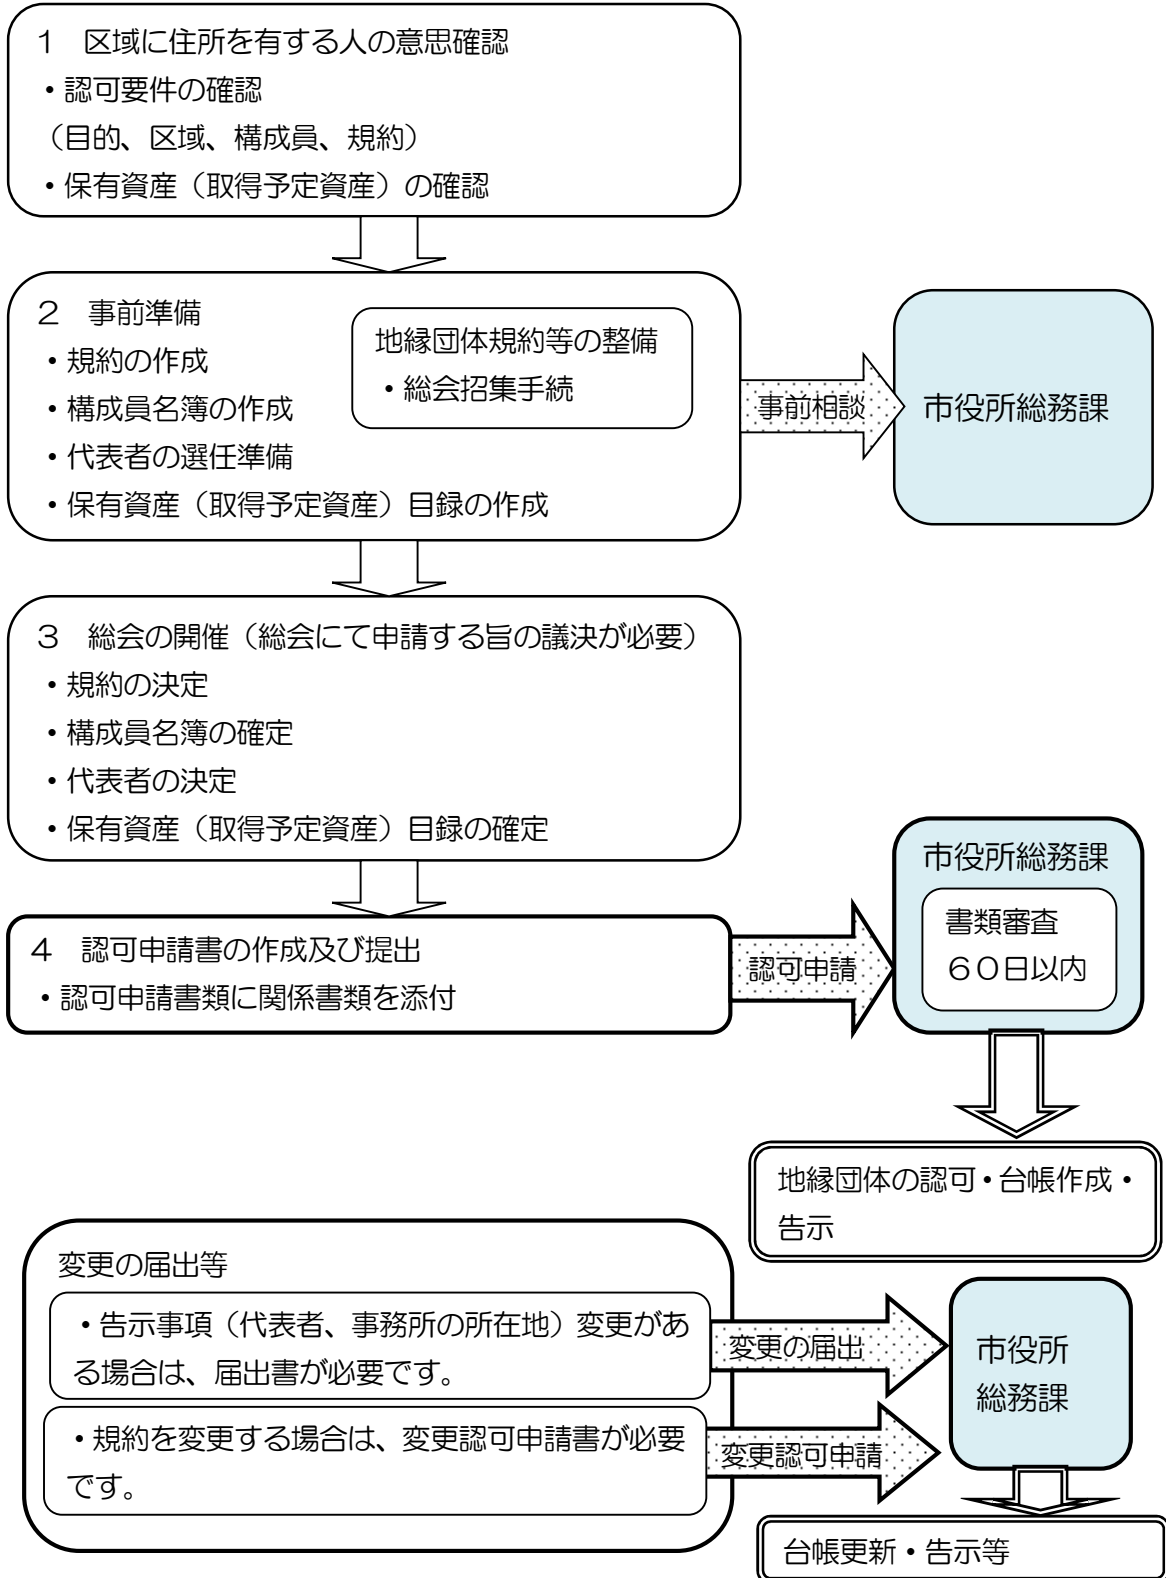 １　区域に住所を有する人の意思確認
・認可要件の確認
（目的、区域、構成員、規約）
・保有資産（取得予定資産）の確認
２　事前準備
・規約の作成
・構成員名簿の作成
・代表者の選任準備
・保有資産（取得予定資産）目録の作成
地縁団体規約等の整備
・総会招集手続
事前相談
市役所総務課
３　総会の開催（総会にて申請する旨の議決が必要）
・規約の決定
・構成員名簿の確定
・代表者の決定
・保有資産（取得予定資産）目録の確定
４　認可申請書の作成及び提出
・認可申請書類に関係書類を添付
認可申請
市役所総務課
書類審査
６０日以内
地縁団体の認可・台帳作成・
告示
変更の届出等
・告示事項（代表者、事務所の所在地）変更があ
る場合は、届出書が必要です。
変更の届出
・規約を変更する場合は、変更認可申請書が必要
です。
変更認可申請
市役所
総務課
台帳更新・告示等